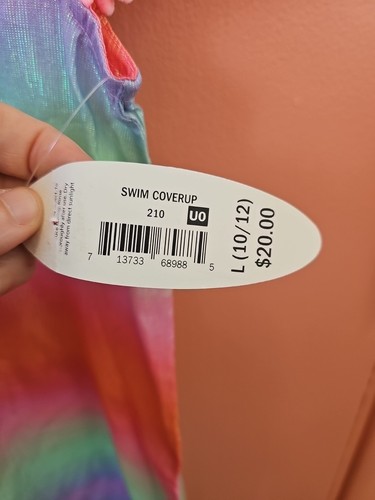 SWIM COVERUP
210 UO
7 13733 68988 5
L (10/12)
$20.00
away from direct sunlight